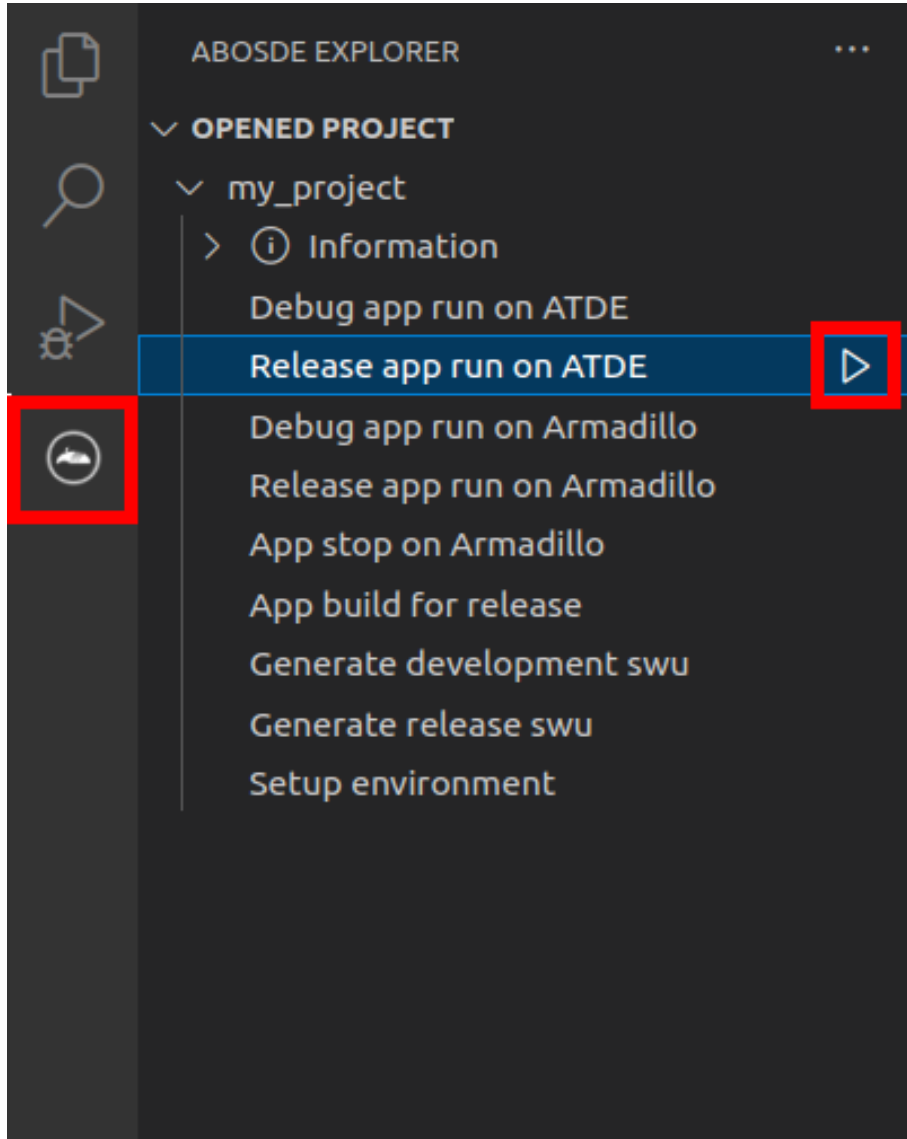 ABOSDE EXPLORER
OPENED PROJECT
my_project
Information
Debug app run on ATDE
Release app run on ATDE
Debug app run on Armadillo
Release app run on Armadillo
App stop on Armadillo
App build for release
Generate development swu
Generate release swu
Setup environment